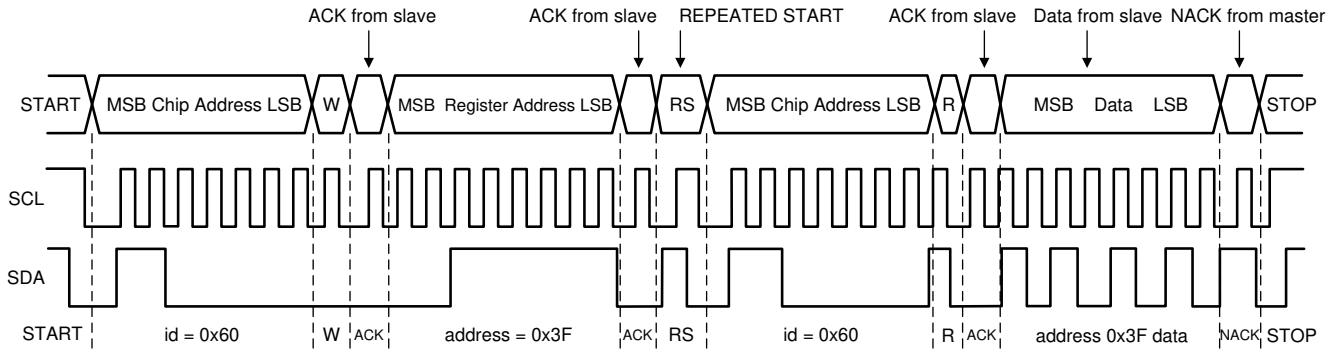 ACK from slave ACK from slave REPEATED START ACK from slave Data from slave NACK from master
START MSB Chip Address LSB W MSB Register Address LSB RS MSB Chip Address LSB R MSB Data LSB STOP
SCL
SDA
START id = 0x60 W ACK address = 0x3F ACK RS id = 0x60 R ACK address 0x3F data NACK STOP